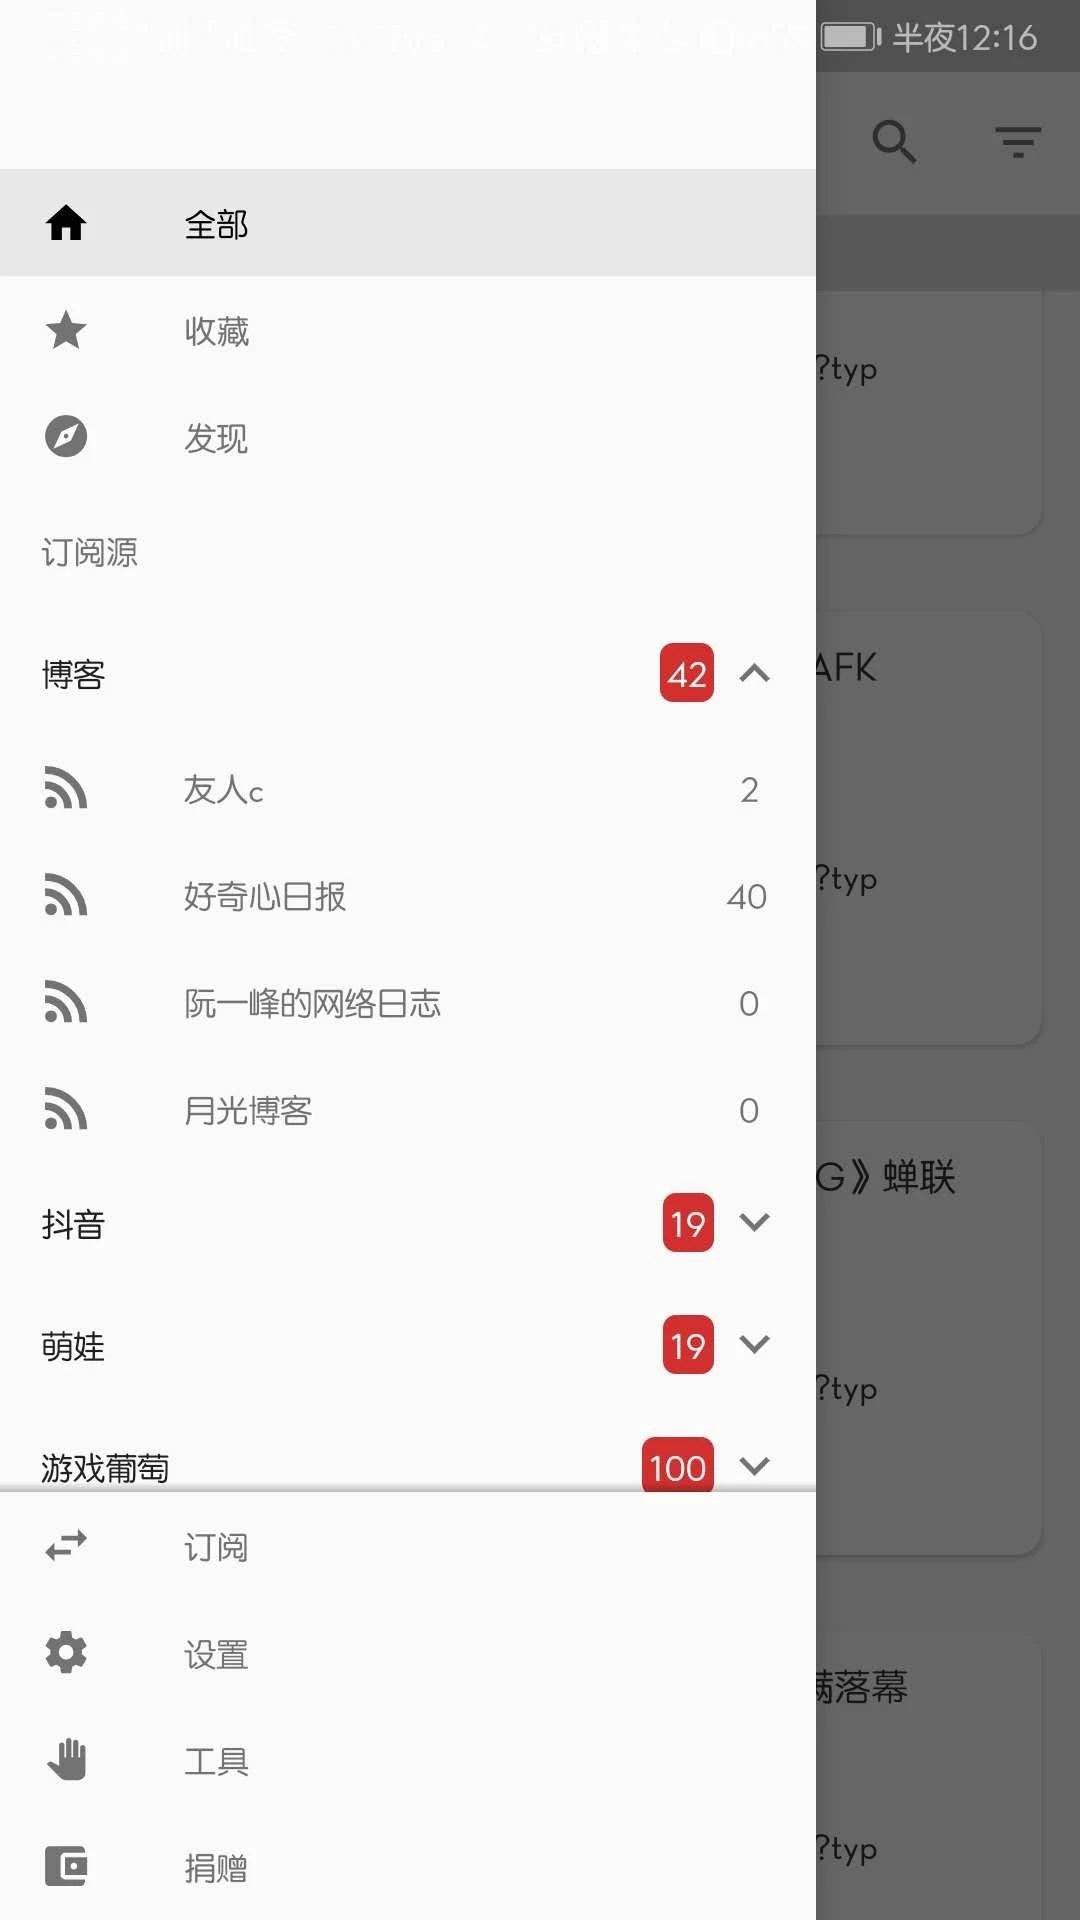 半夜12:16
全部
收藏
发现
订阅源
博客 42
友人c 2
好奇心日报 40
阮一峰的网络日志 0
月光博客 0
抖音 19
萌娃 19
游戏葡萄 100
订阅
设置
工具
捐赠
?typ
AFK
?typ
G》蝉联
?typ
满落幕
?typ